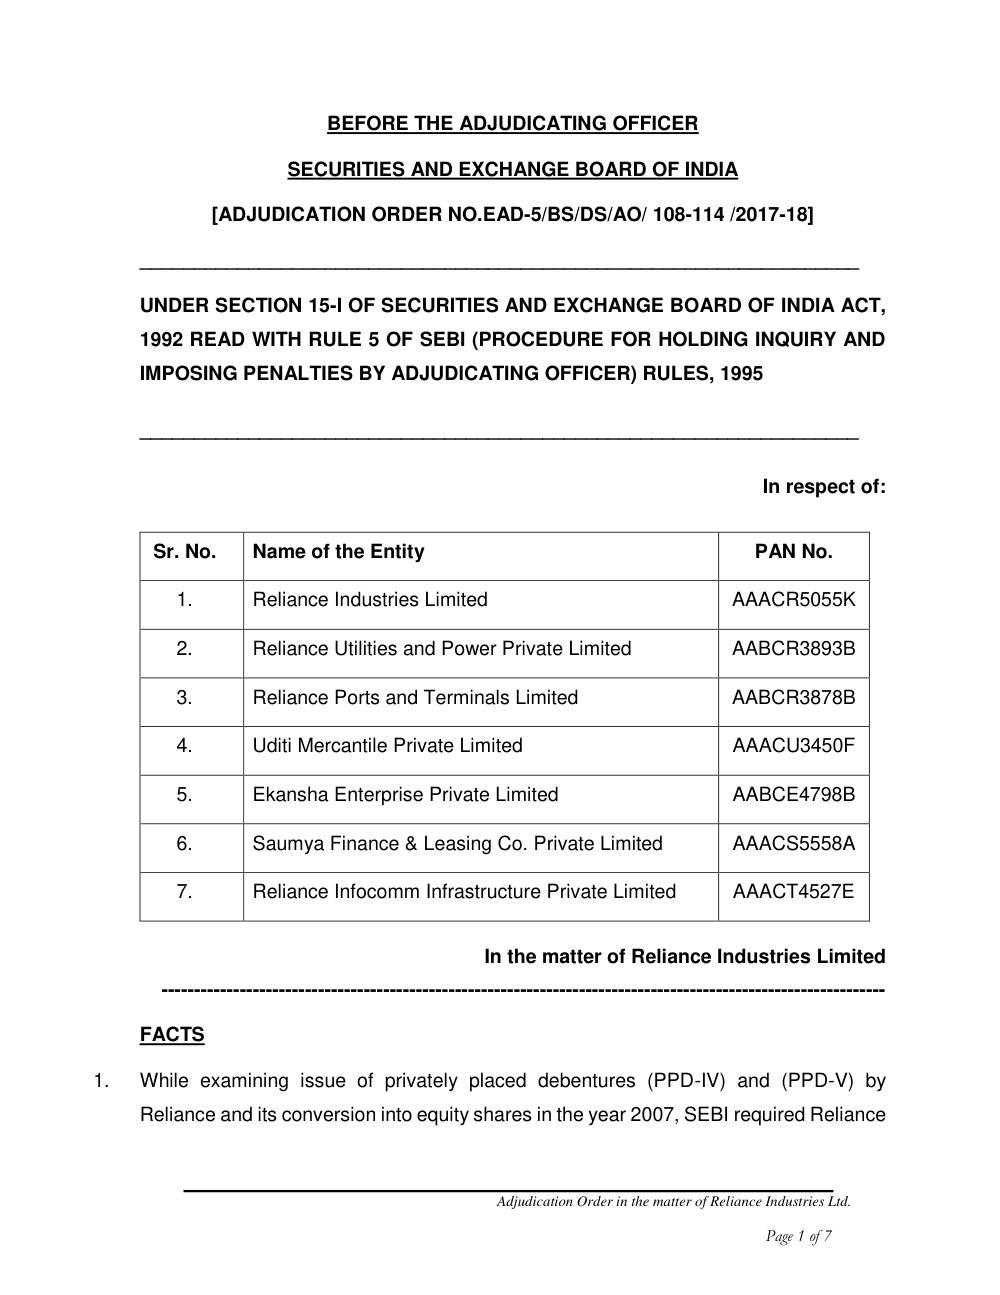 BEFORE THE ADJUDICATING OFFICER
SECURITIES AND EXCHANGE BOARD OF INDIA
[ADJUDICATION ORDER NO.EAD-5/BS/DS/AO/ 108-114 /2017-18]
UNDER SECTION 15-I OF SECURITIES AND EXCHANGE BOARD OF INDIA ACT,
1992 READ WITH RULE 5 OF SEBI (PROCEDURE FOR HOLDING INQUIRY AND
IMPOSING PENALTIES BY ADJUDICATING OFFICER) RULES, 1995
In respect of:
Sr. No. Name of the Entity PAN No.
1. Reliance Industries Limited AAACR5055K
2. Reliance Utilities and Power Private Limited AABCR3893B
3. Reliance Ports and Terminals Limited AABCR3878B
4. Uditi Mercantile Private Limited AAACU3450F
5. Ekansha Enterprise Private Limited AABCE4798B
6. Saumya Finance & Leasing Co. Private Limited AAACS5558A
7. Reliance Infocomm Infrastructure Private Limited AAACT4527E
In the matter of Reliance Industries Limited
FACTS
1. While examining issue of privately placed debentures (PPD-IV) and (PPD-V) by
Reliance and its conversion into equity shares in the year 2007, SEBI required Reliance
Adjudication Order in the matter of Reliance Industries Ltd.
Page 1 of 7